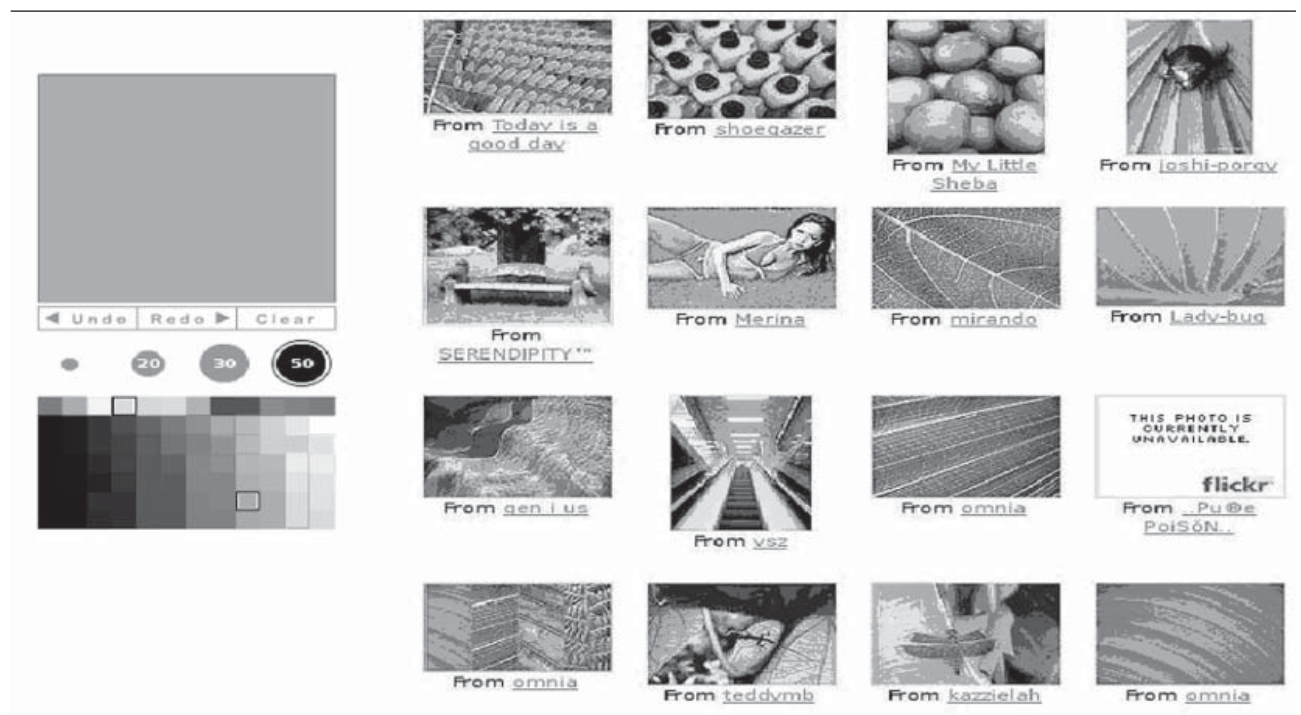 From Today is a
good day
From shoegazer
From My Little
Sheba
From joshi-porgy
◀ Undo Redo ▶ Clear
20 30 50
From
SERENDIPITY™
From Merina
From mirando
From Lady-bug
THIS PHOTO IS
CURRENTLY
UNAVAILABLE.
flickr
From gen i us
From vsz
From omnia
From ..Pu®e
PoiSŏN..
From omnia
From teddymb
From kazzielah
From omnia